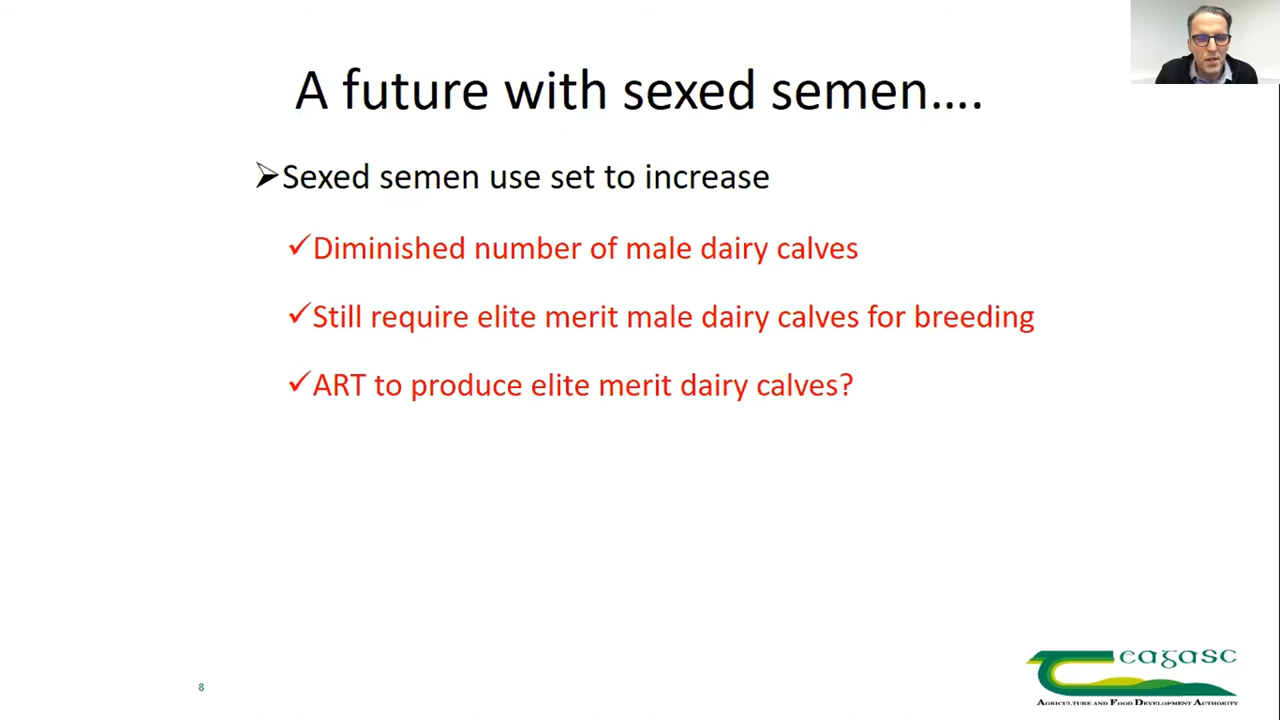 A future with sexed semen….
➢Sexed semen use set to increase
✓Diminished number of male dairy calves
✓Still require elite merit male dairy calves for breeding
✓ART to produce elite merit dairy calves?
8
teagasc
Agriculture and Food Development Authority